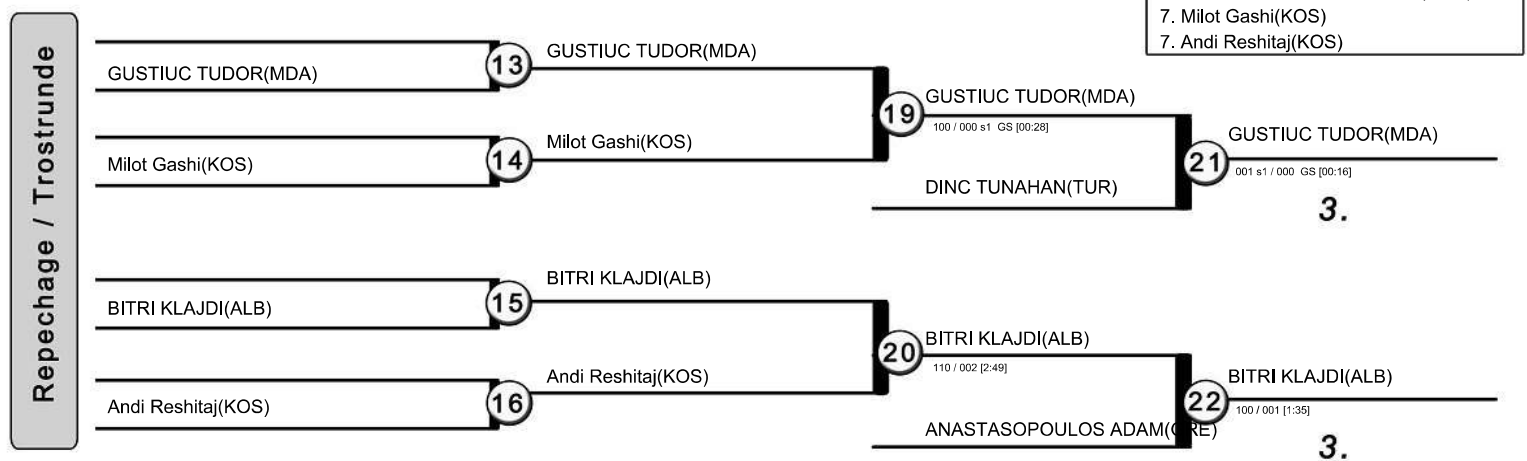 7. Milot Gashi(KOS)
7. Andi Reshitaj(KOS)
Repechage / Trostrunde
GUSTIUC TUDOR(MDA)
13
GUSTIUC TUDOR(MDA)
Milot Gashi(KOS)
14
Milot Gashi(KOS)
19
GUSTIUC TUDOR(MDA)
100 / 000 s1 GS [00:28]
DINC TUNAHAN(TUR)
21
GUSTIUC TUDOR(MDA)
001 s1 / 000 GS [00:16]
3.
BITRI KLAJDI(ALB)
15
BITRI KLAJDI(ALB)
Andi Reshitaj(KOS)
16
Andi Reshitaj(KOS)
20
BITRI KLAJDI(ALB)
110 / 002 [2:49]
ANASTASOPOULOS ADAM(GRE)
22
BITRI KLAJDI(ALB)
100 / 001 [1:35]
3.